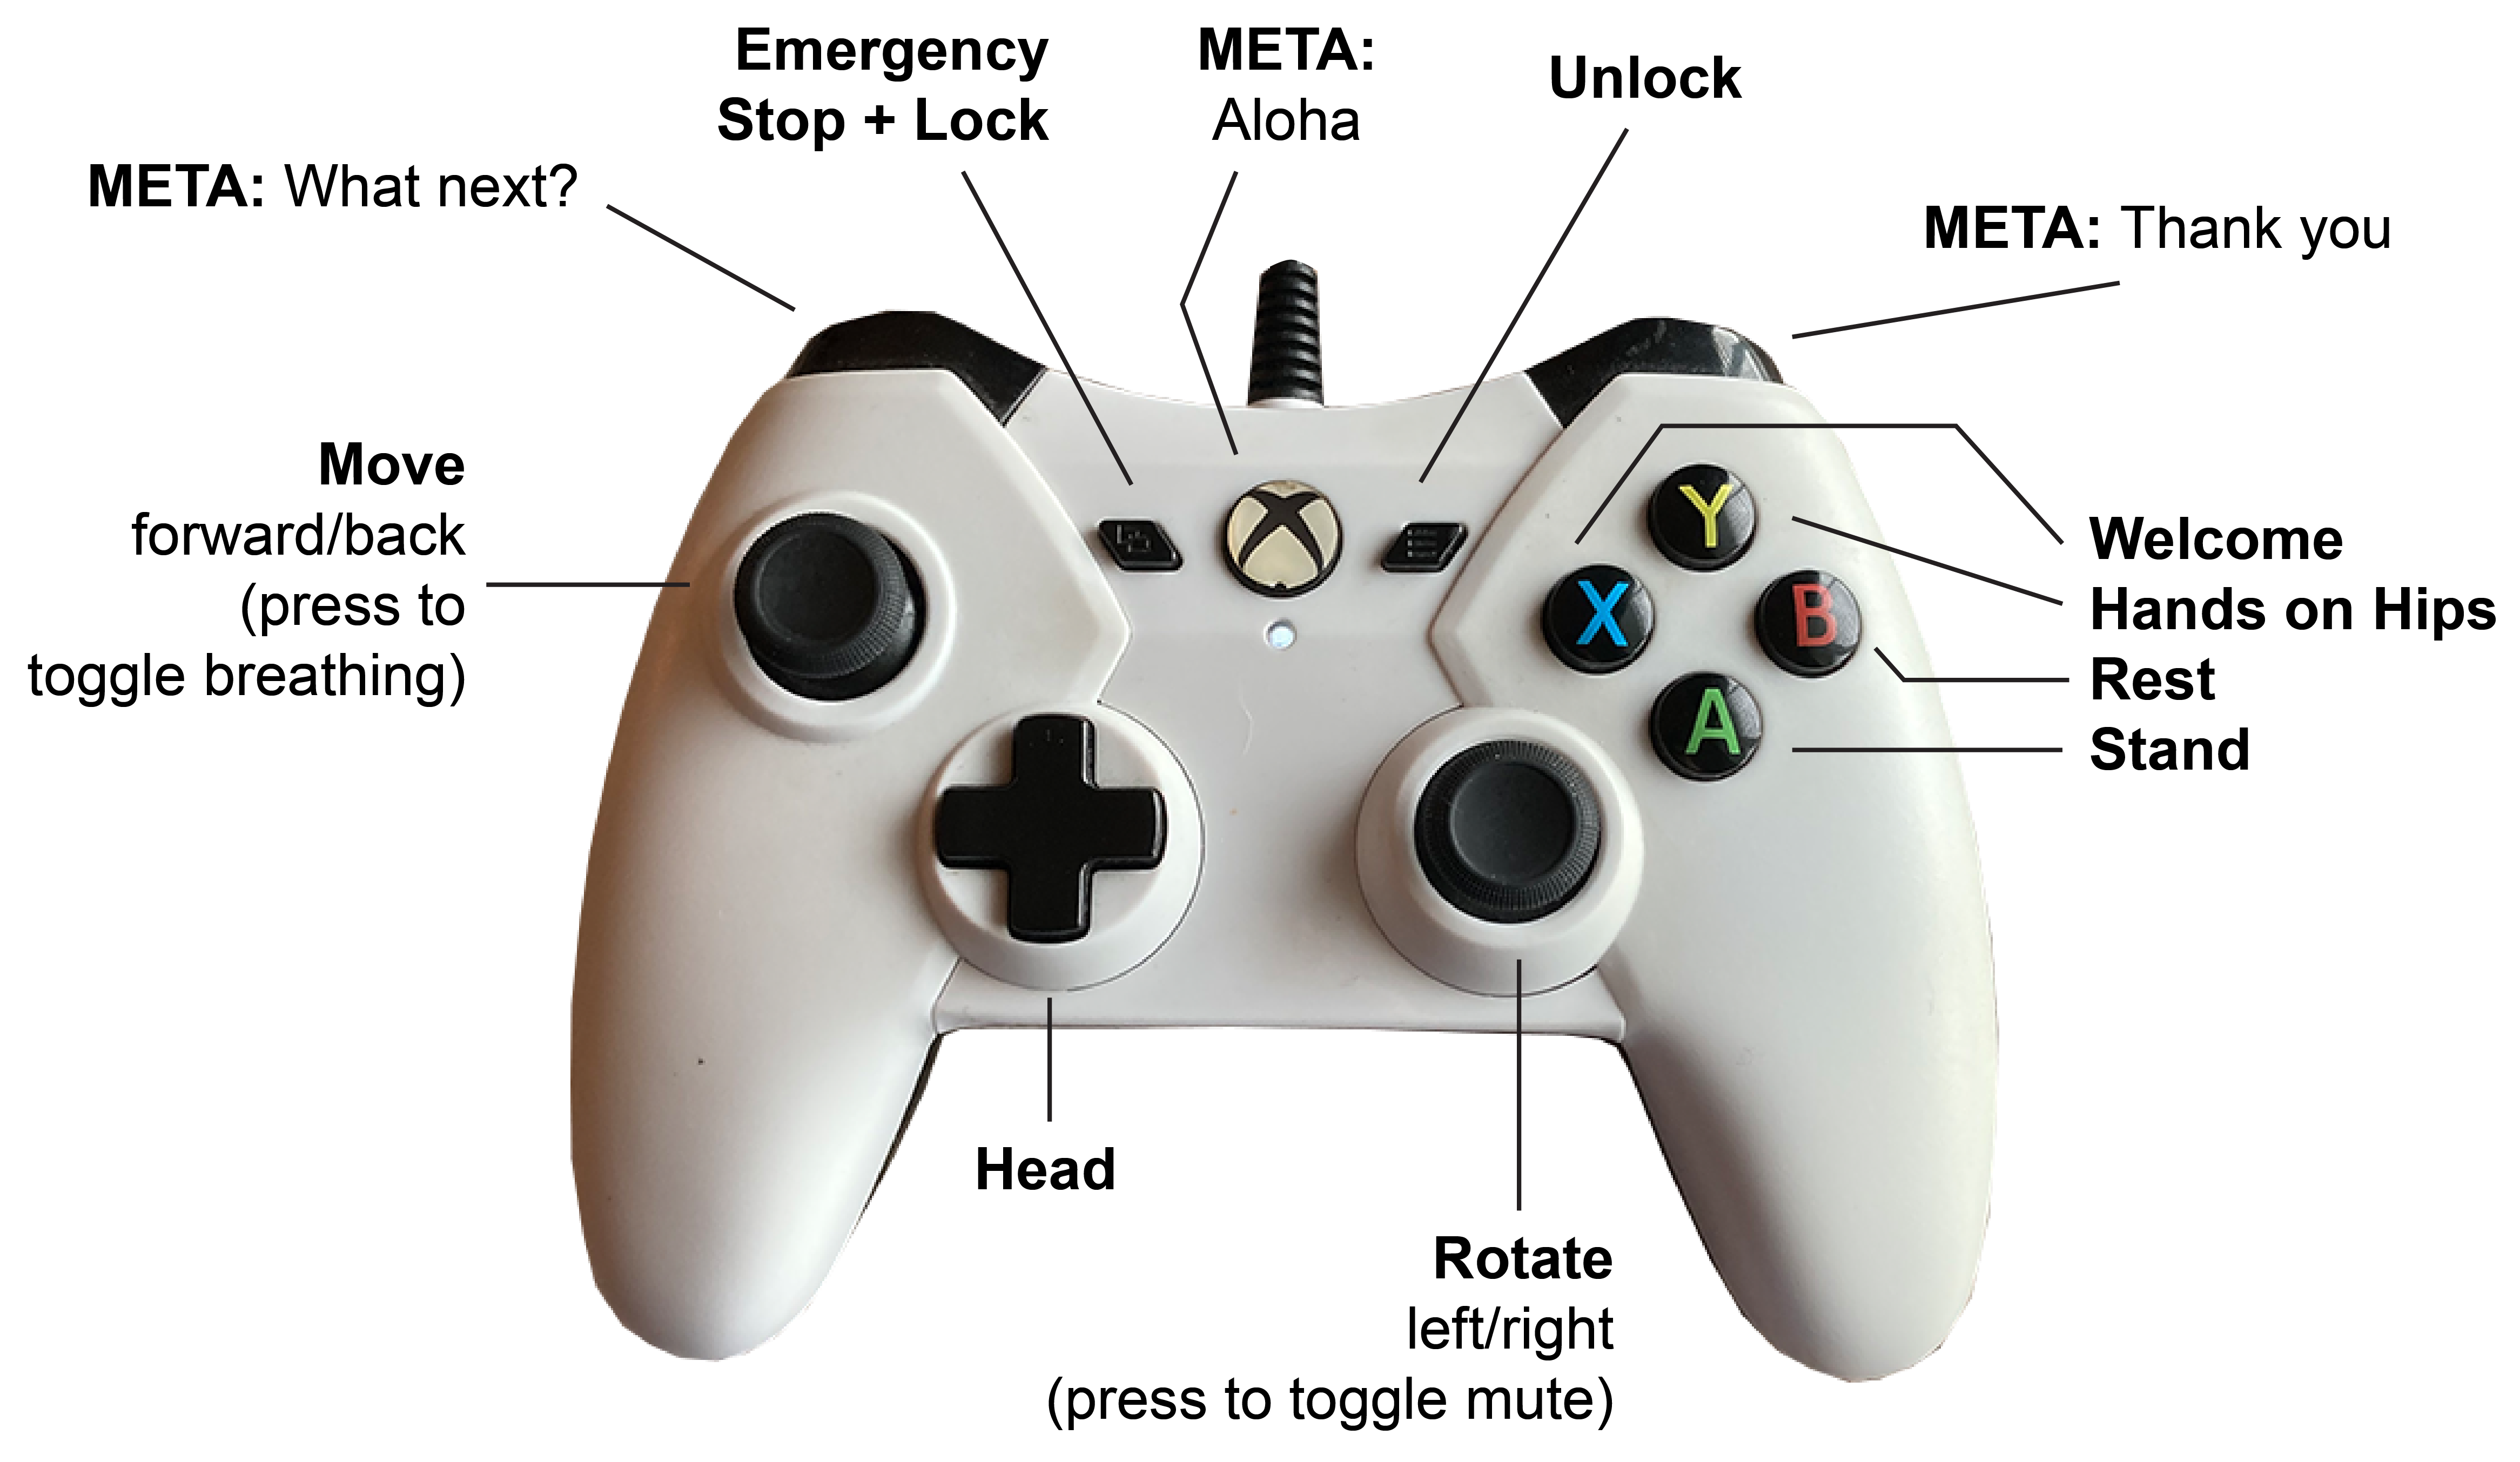 Emergency
Stop + Lock
META:
Aloha
Unlock
META: What next?
META: Thank you
Move
forward/back
(press to
toggle breathing)
Y
X
B
A
Welcome
Hands on Hips
Rest
Stand
Head
Rotate
left/right
(press to toggle mute)